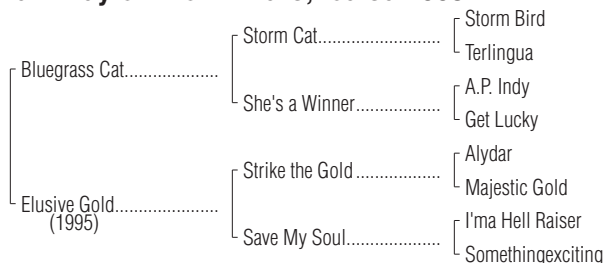 Storm Bird
Storm Cat
Terlingua
Bluegrass Cat
A.P. Indy
She's a Winner
Get Lucky
Alydar
Strike the Gold
Majestic Gold
Elusive Gold
(1995)
I'ma Hell Raiser
Save My Soul
Somethingexciting